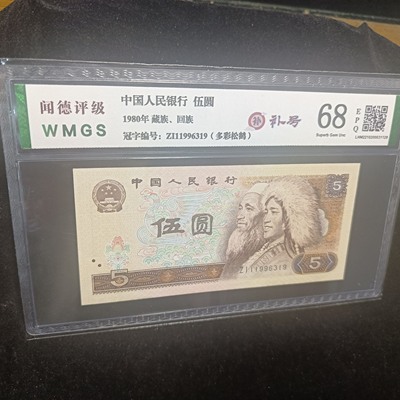 闻德评级
WMGS
中国人民银行 伍圆
1980年 藏族、回族
冠字编号：ZI11996319（多彩松鹤）
补
补号
68
Superb Gem Unc
E
P
Q
中国人民银行
5
伍圆
5
ZI11996319
5